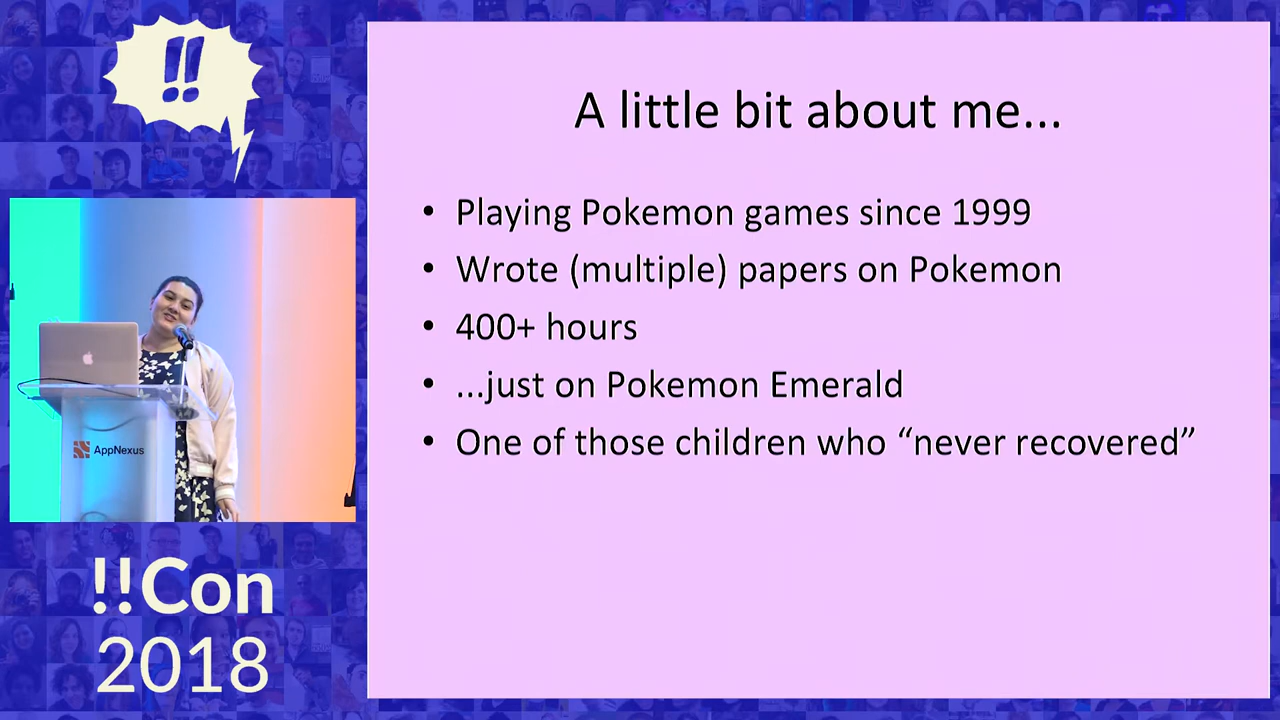 !!
A little bit about me...
• Playing Pokemon games since 1999
• Wrote (multiple) papers on Pokemon
• 400+ hours
• ...just on Pokemon Emerald
• One of those children who “never recovered”
AppNexus
!!Con
2018